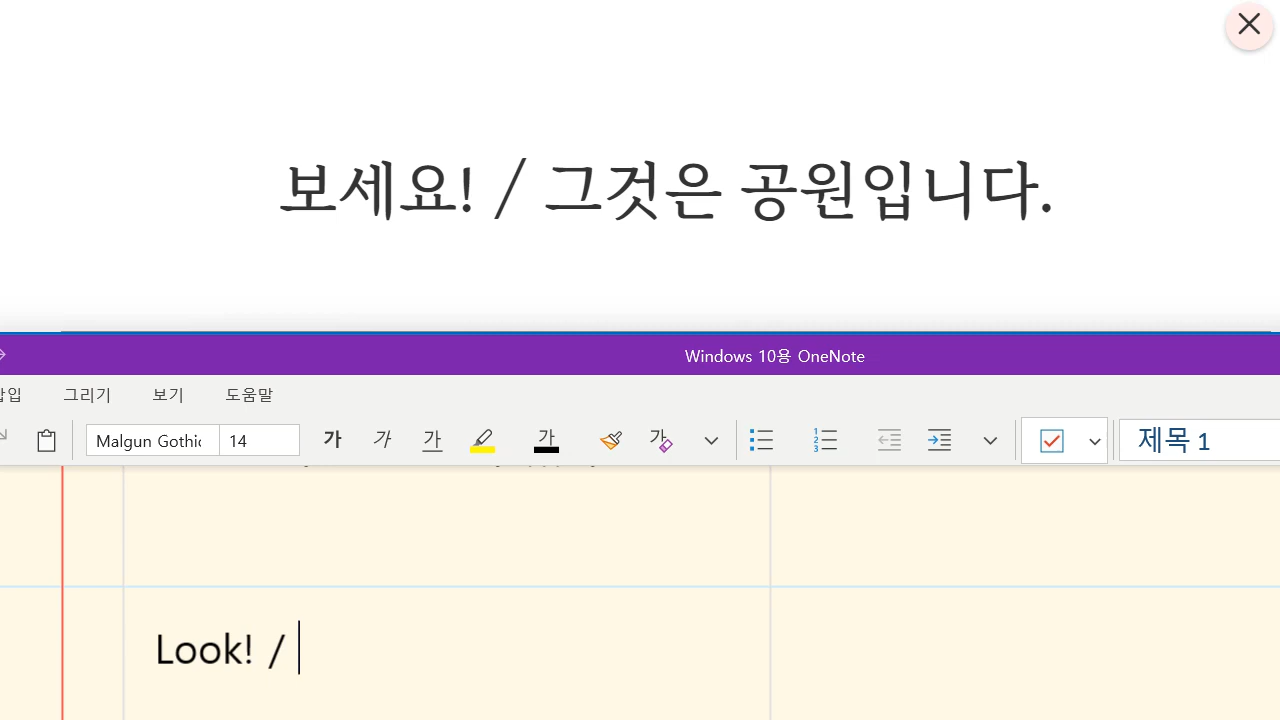 보세요! / 그것은 공원입니다.
Windows 10용 OneNote
삽입 그리기 보기 도움말
Malgun Gothic 14 가 가 가 가 가 제목 1
Look! /